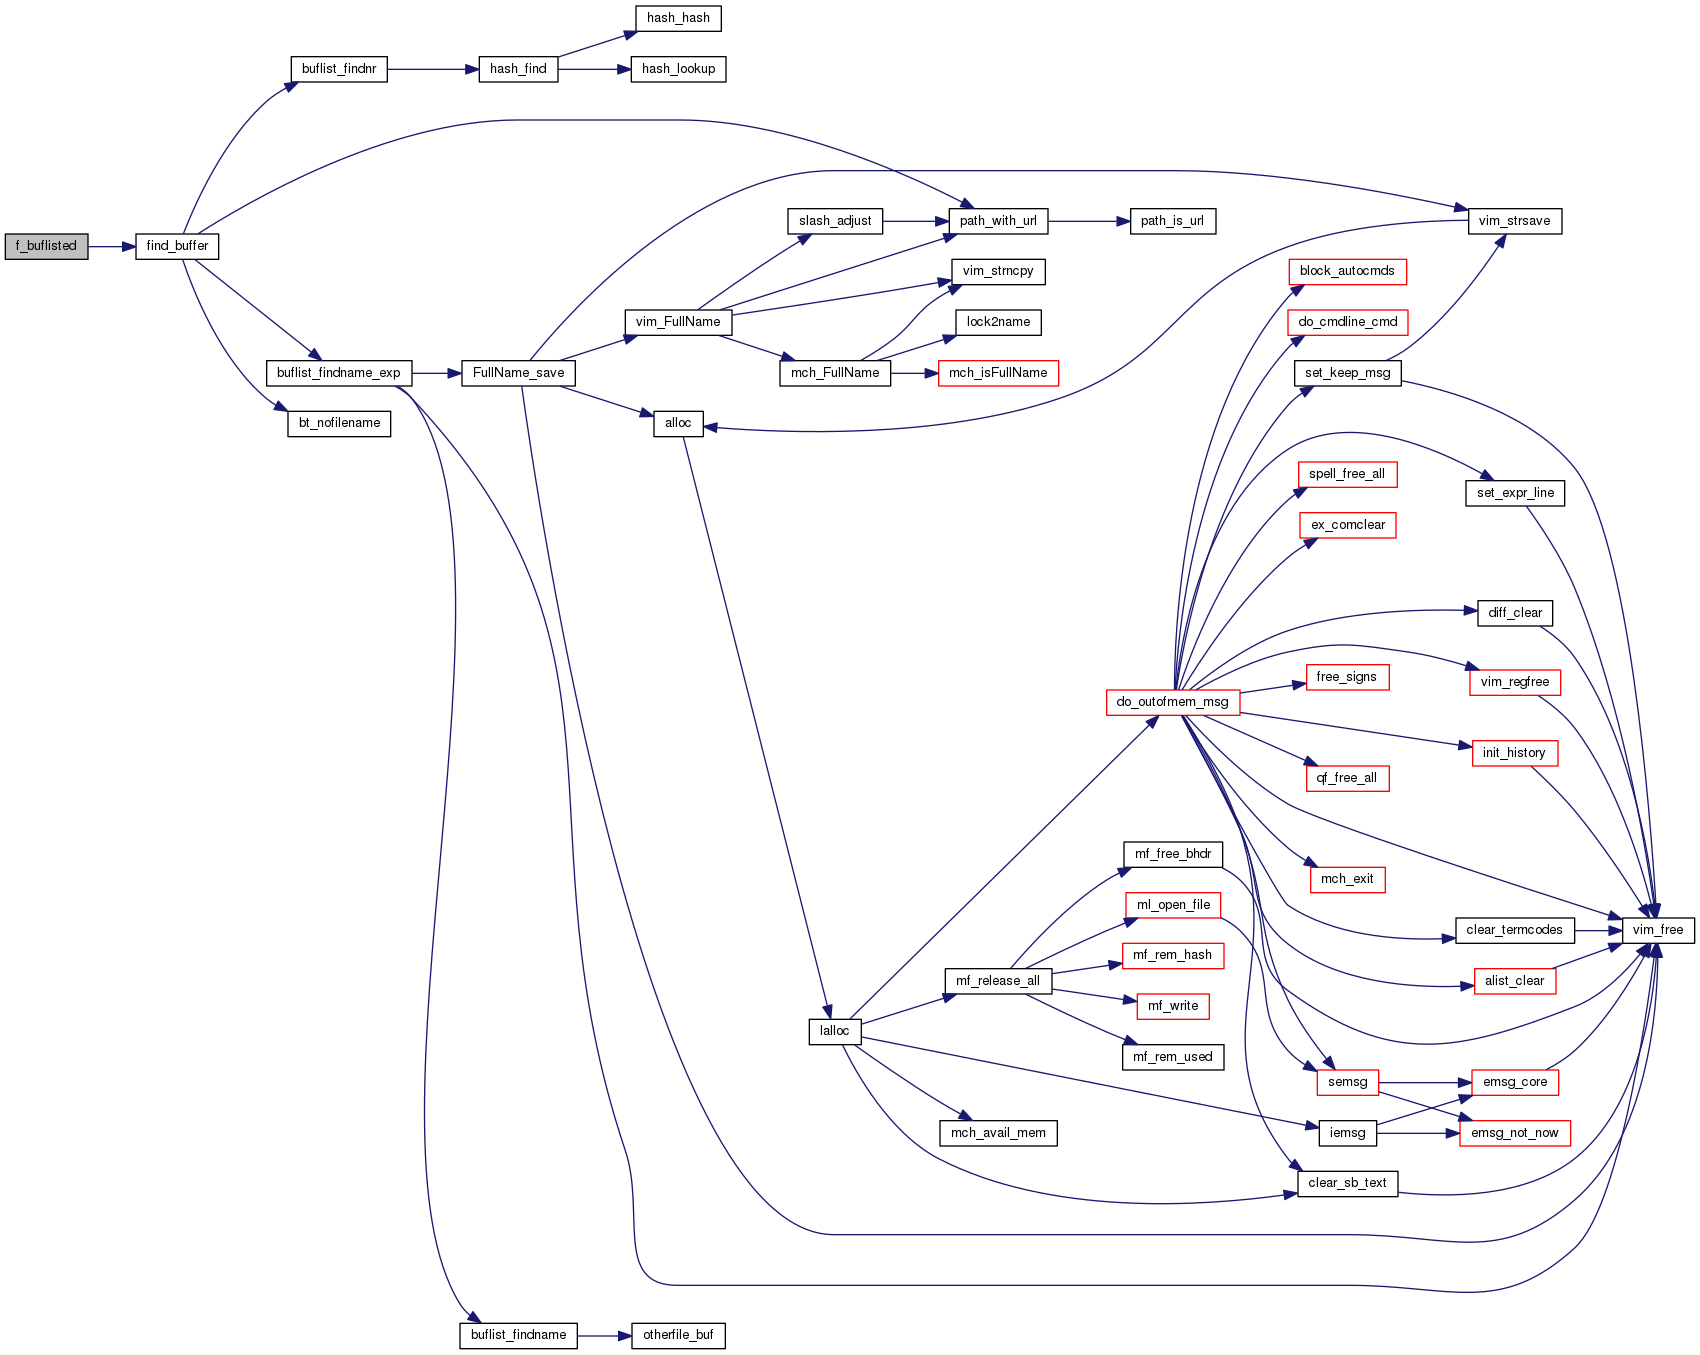 hash_hash
buflist_findnr
hash_find
hash_lookup
f_buflisted
find_buffer
slash_adjust
path_with_url
path_is_url
vim_strsave
vim_strncpy
block_autocmds
vim_FullName
lock2name
do_cmdline_cmd
buflist_findname_exp
FullName_save
mch_FullName
mch_isFullName
set_keep_msg
bt_nofilename
alloc
spell_free_all
set_expr_line
ex_comclear
diff_clear
free_signs
vim_regfree
do_outofmem_msg
init_history
qf_free_all
mf_free_bhdr
mch_exit
ml_open_file
clear_termcodes
vim_free
mf_rem_hash
mf_release_all
alist_clear
mf_write
lalloc
mf_rem_used
semsg
emsg_core
mch_avail_mem
iemsg
emsg_not_now
clear_sb_text
buflist_findname
otherfile_buf